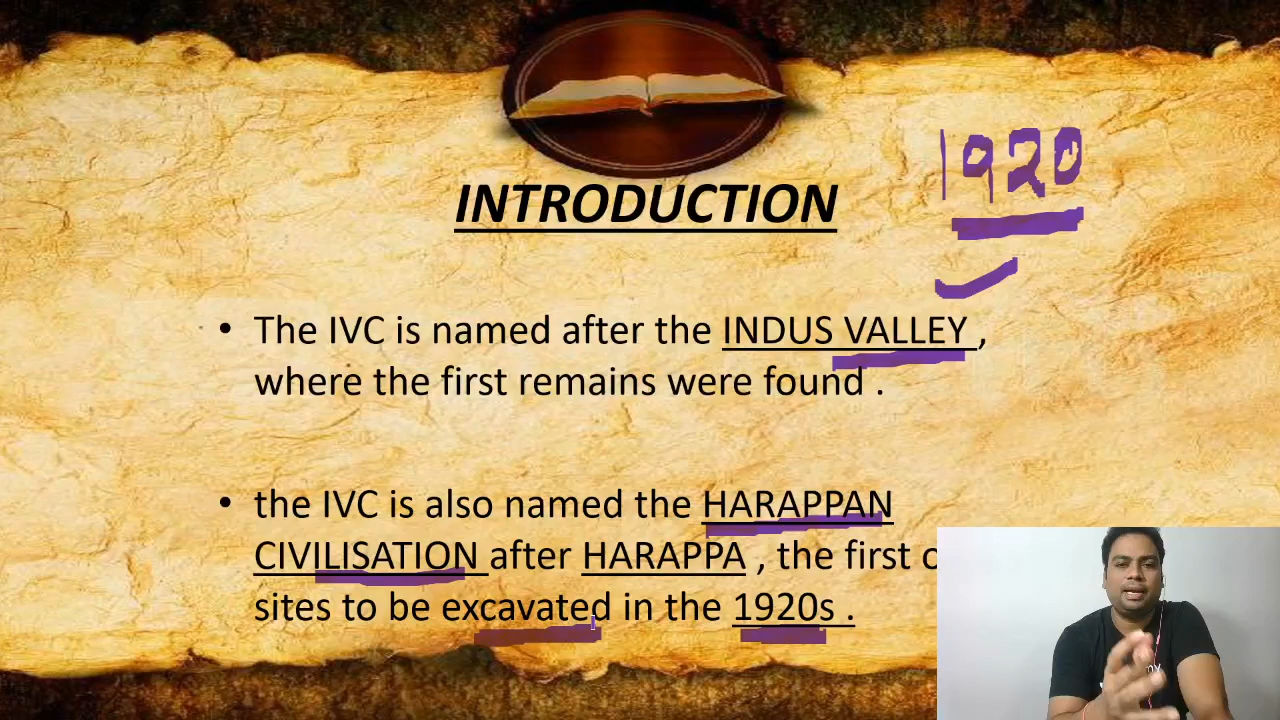 1920
INTRODUCTION
• The IVC is named after the INDUS VALLEY ,
where the first remains were found .
• the IVC is also named the HARAPPAN
CIVILISATION after HARAPPA , the first
sites to be excavated in the 1920s .